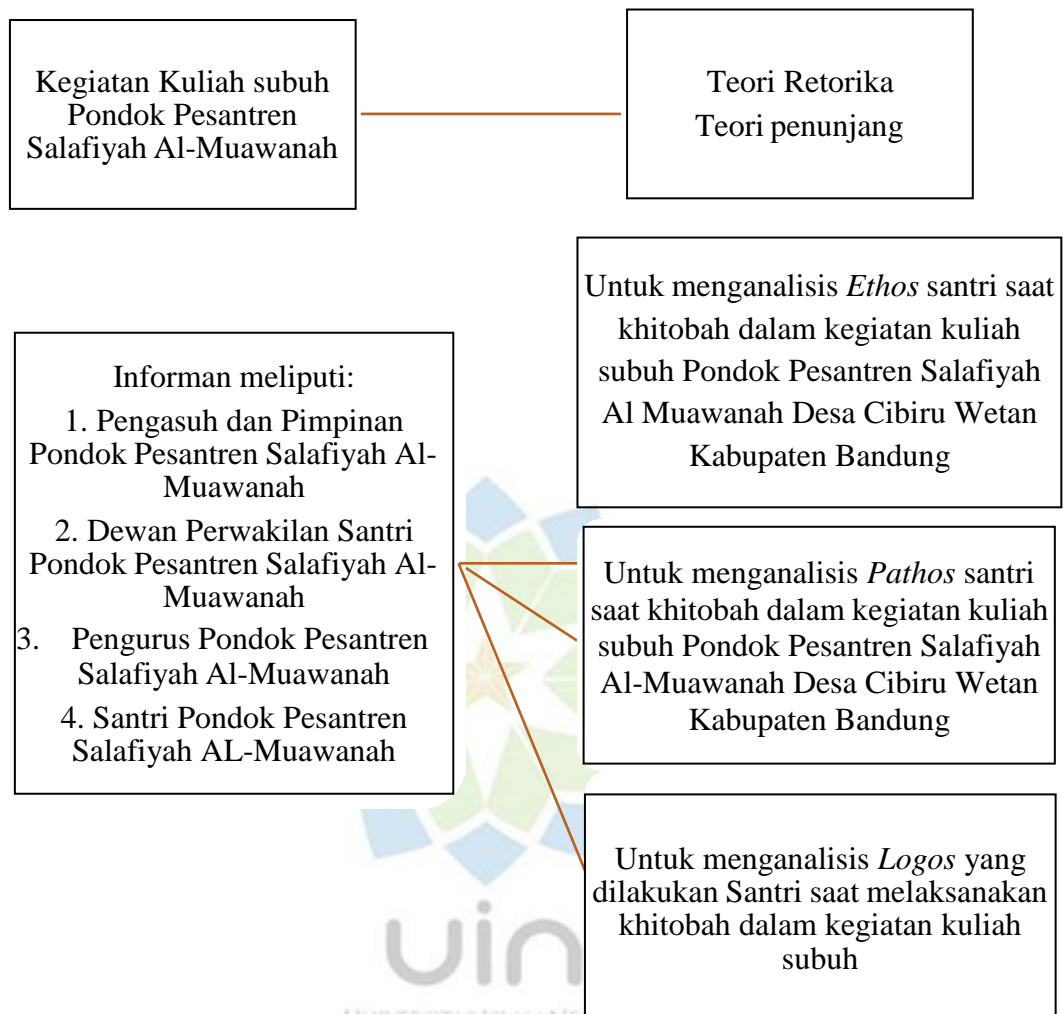 Kegiatan Kuliah subuh
Pondok Pesantren
Salafiyah Al-Muawanah
Teori Retorika
Teori penunjang
Informan meliputi:
1. Pengasuh dan Pimpinan
Pondok Pesantren Salafiyah Al-
Muawanah
2. Dewan Perwakilan Santri
Pondok Pesantren Salafiyah Al-
Muawanah
3. Pengurus Pondok Pesantren
Salafiyah Al-Muawanah
4. Santri Pondok Pesantren
Salafiyah AL-Muawanah
Untuk menganalisis Ethos santri saat
khitobah dalam kegiatan kuliah
subuh Pondok Pesantren Salafiyah
Al Muawanah Desa Cibiru Wetan
Kabupaten Bandung
Untuk menganalisis Pathos santri
saat khitobah dalam kegiatan kuliah
subuh Pondok Pesantren Salafiyah
Al-Muawanah Desa Cibiru Wetan
Kabupaten Bandung
Untuk menganalisis Logos yang
dilakukan Santri saat melaksanakan
khitobah dalam kegiatan kuliah
subuh
uin